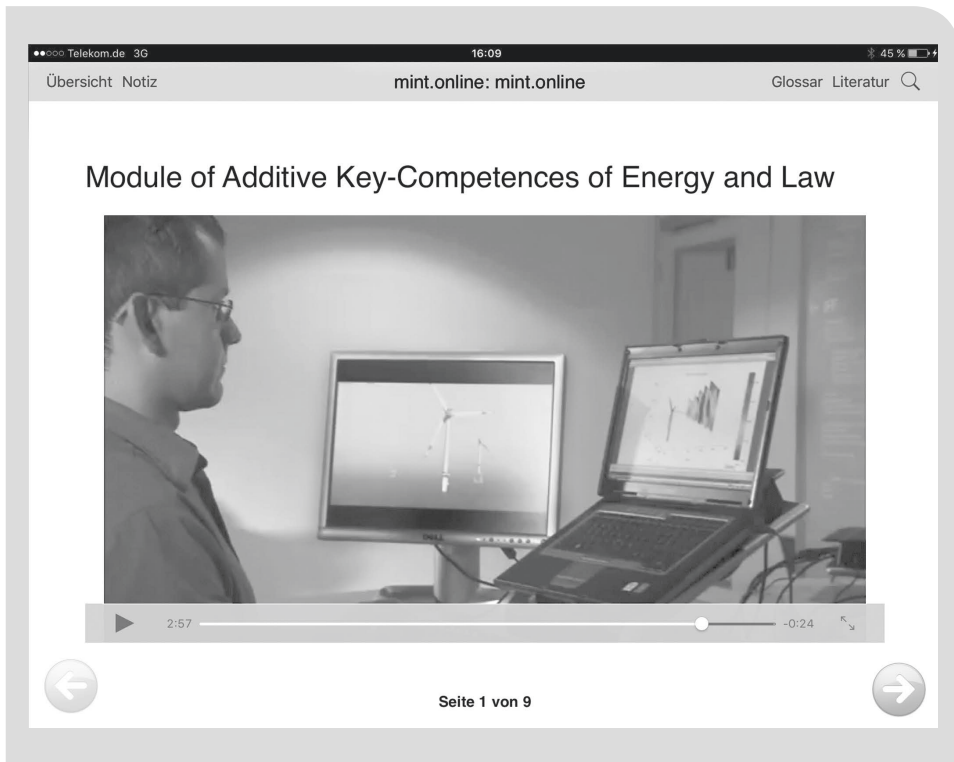 Telekom.de 3G 16:09 45 %
Übersicht Notiz mint.online: mint.online Glossar Literatur
Module of Additive Key-Competences of Energy and Law
DELL
2:57 -0:24
Seite 1 von 9